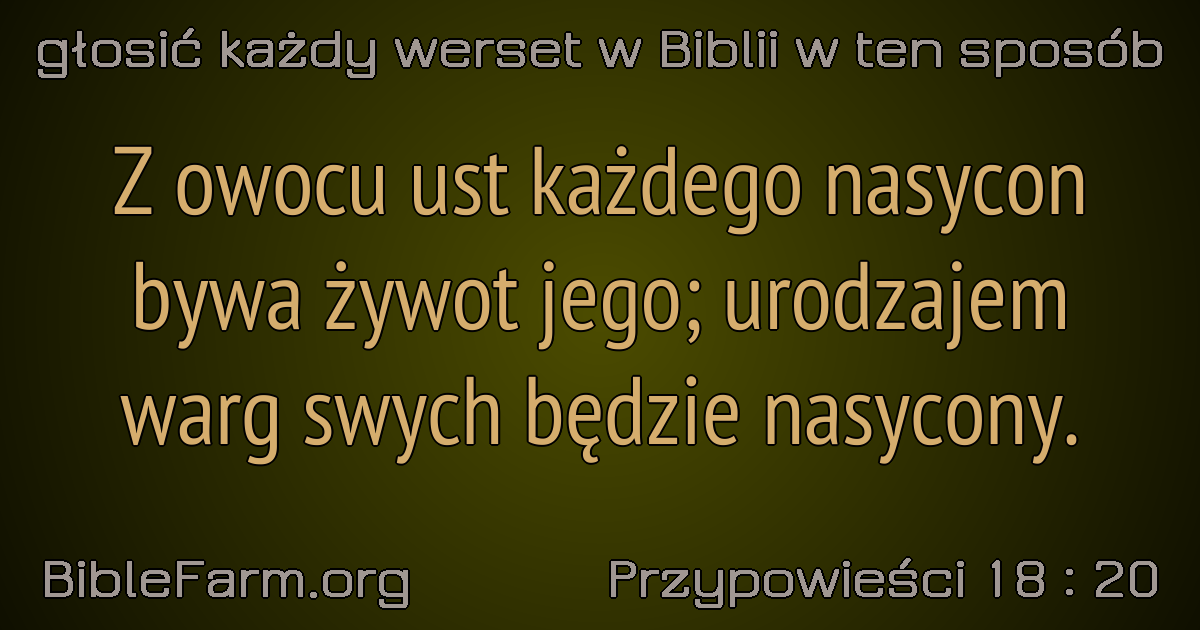 głosić każdy werset w Biblii w ten sposób
Z owocu ust każdego nasycon
bywa żywot jego; urodzajem
warg swych będzie nasycony.
BibleFarm.org
Przypowieści 18 : 20